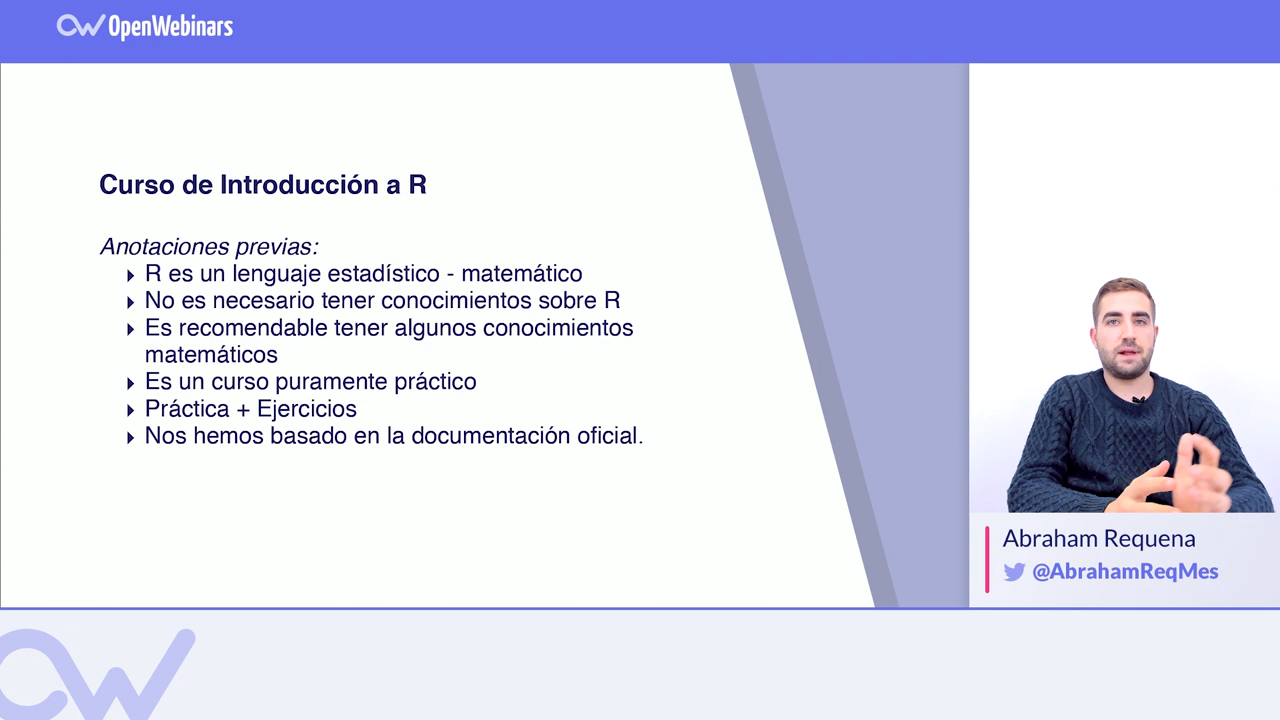 OpenWebinars
Curso de Introducción a R
Anotaciones previas:
R es un lenguaje estadístico - matemático
No es necesario tener conocimientos sobre R
Es recomendable tener algunos conocimientos
matemáticos
Es un curso puramente práctico
Práctica + Ejercicios
Nos hemos basado en la documentación oficial.
Abraham Requena
@AbrahamReqMes